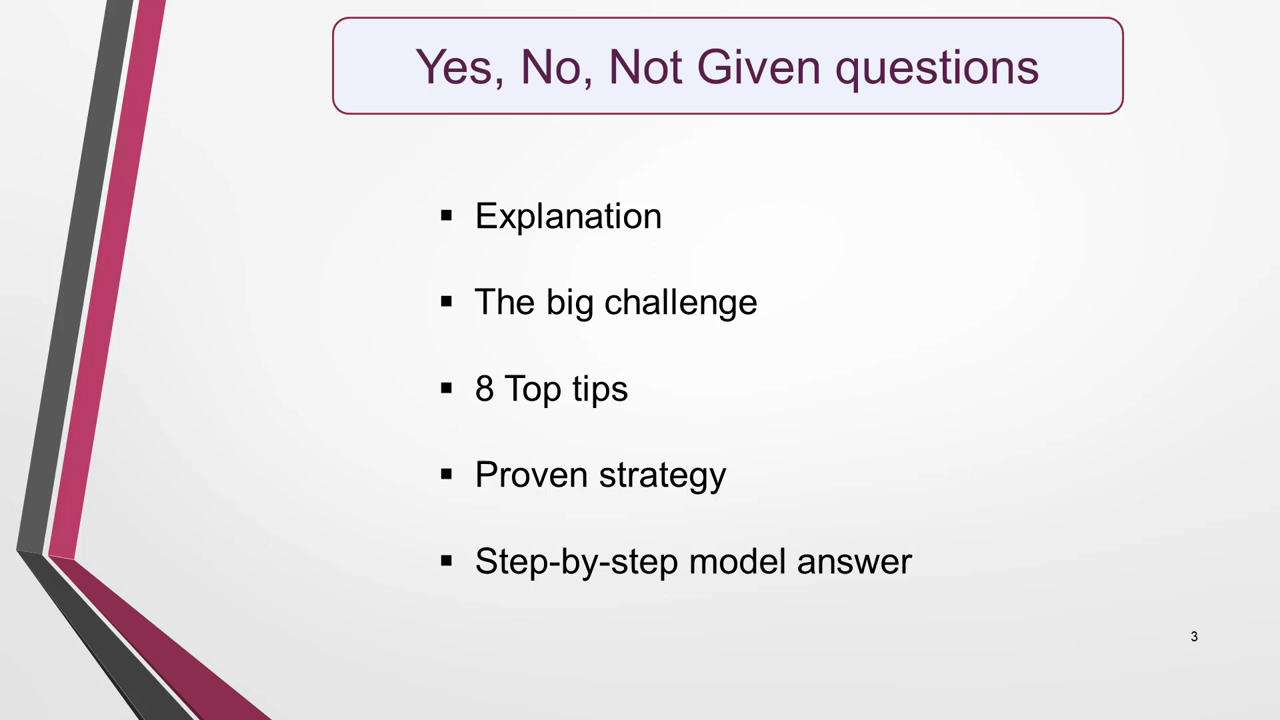 Yes, No, Not Given questions
▪ Explanation
▪ The big challenge
▪ 8 Top tips
▪ Proven strategy
▪ Step-by-step model answer
3